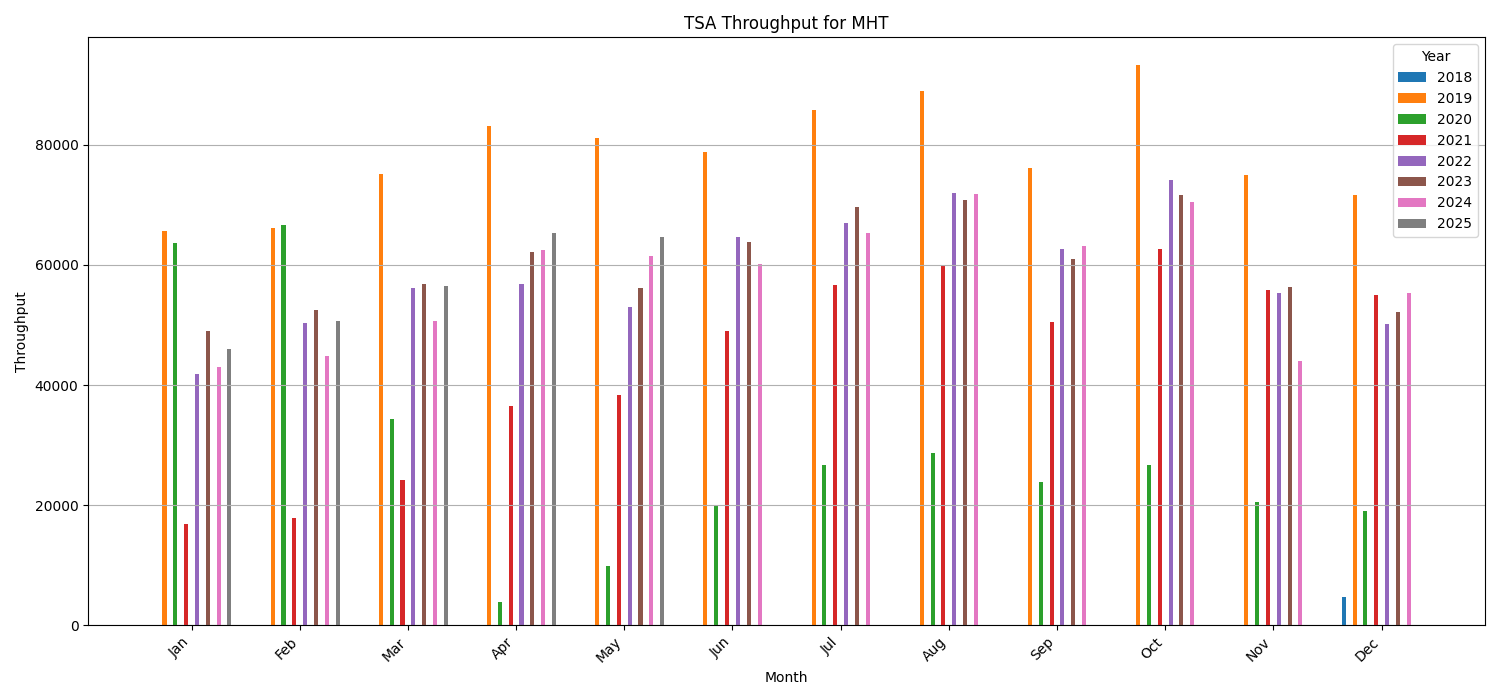 TSA Throughput for MHT
Year
2018
2019
2020
2021
2022
2023
2024
2025
Throughput
80000
60000
40000
20000
0
Jan
Feb
Mar
Apr
May
Jun
Jul
Aug
Sep
Oct
Nov
Dec
Month